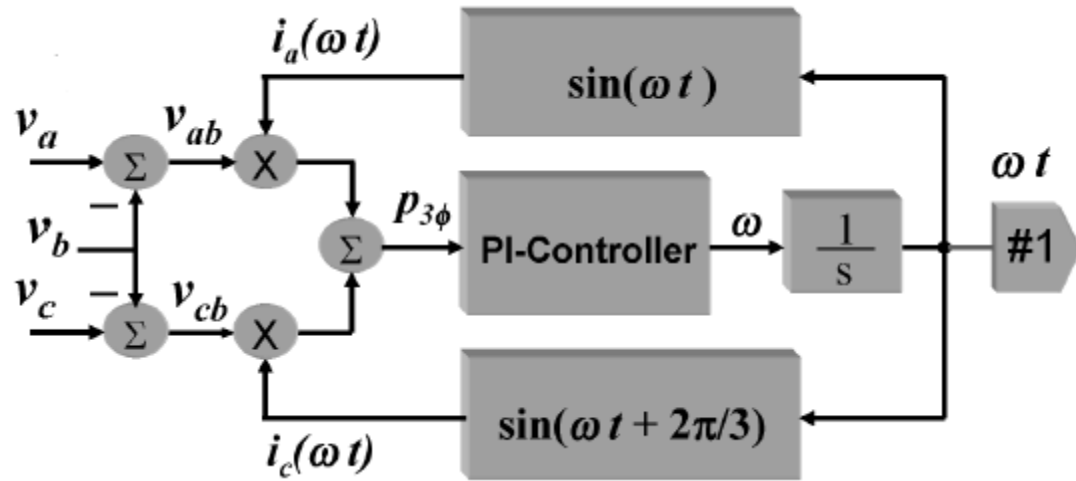 i_a(ω t)
sin(ω t )
v_a
v_ab
Σ
X
ω t
−
v_b
p_3ϕ
Σ
PI-Controller
ω
1
s
#1
−
v_c
v_cb
Σ
X
sin(ω t + 2π/3)
i_c(ω t)